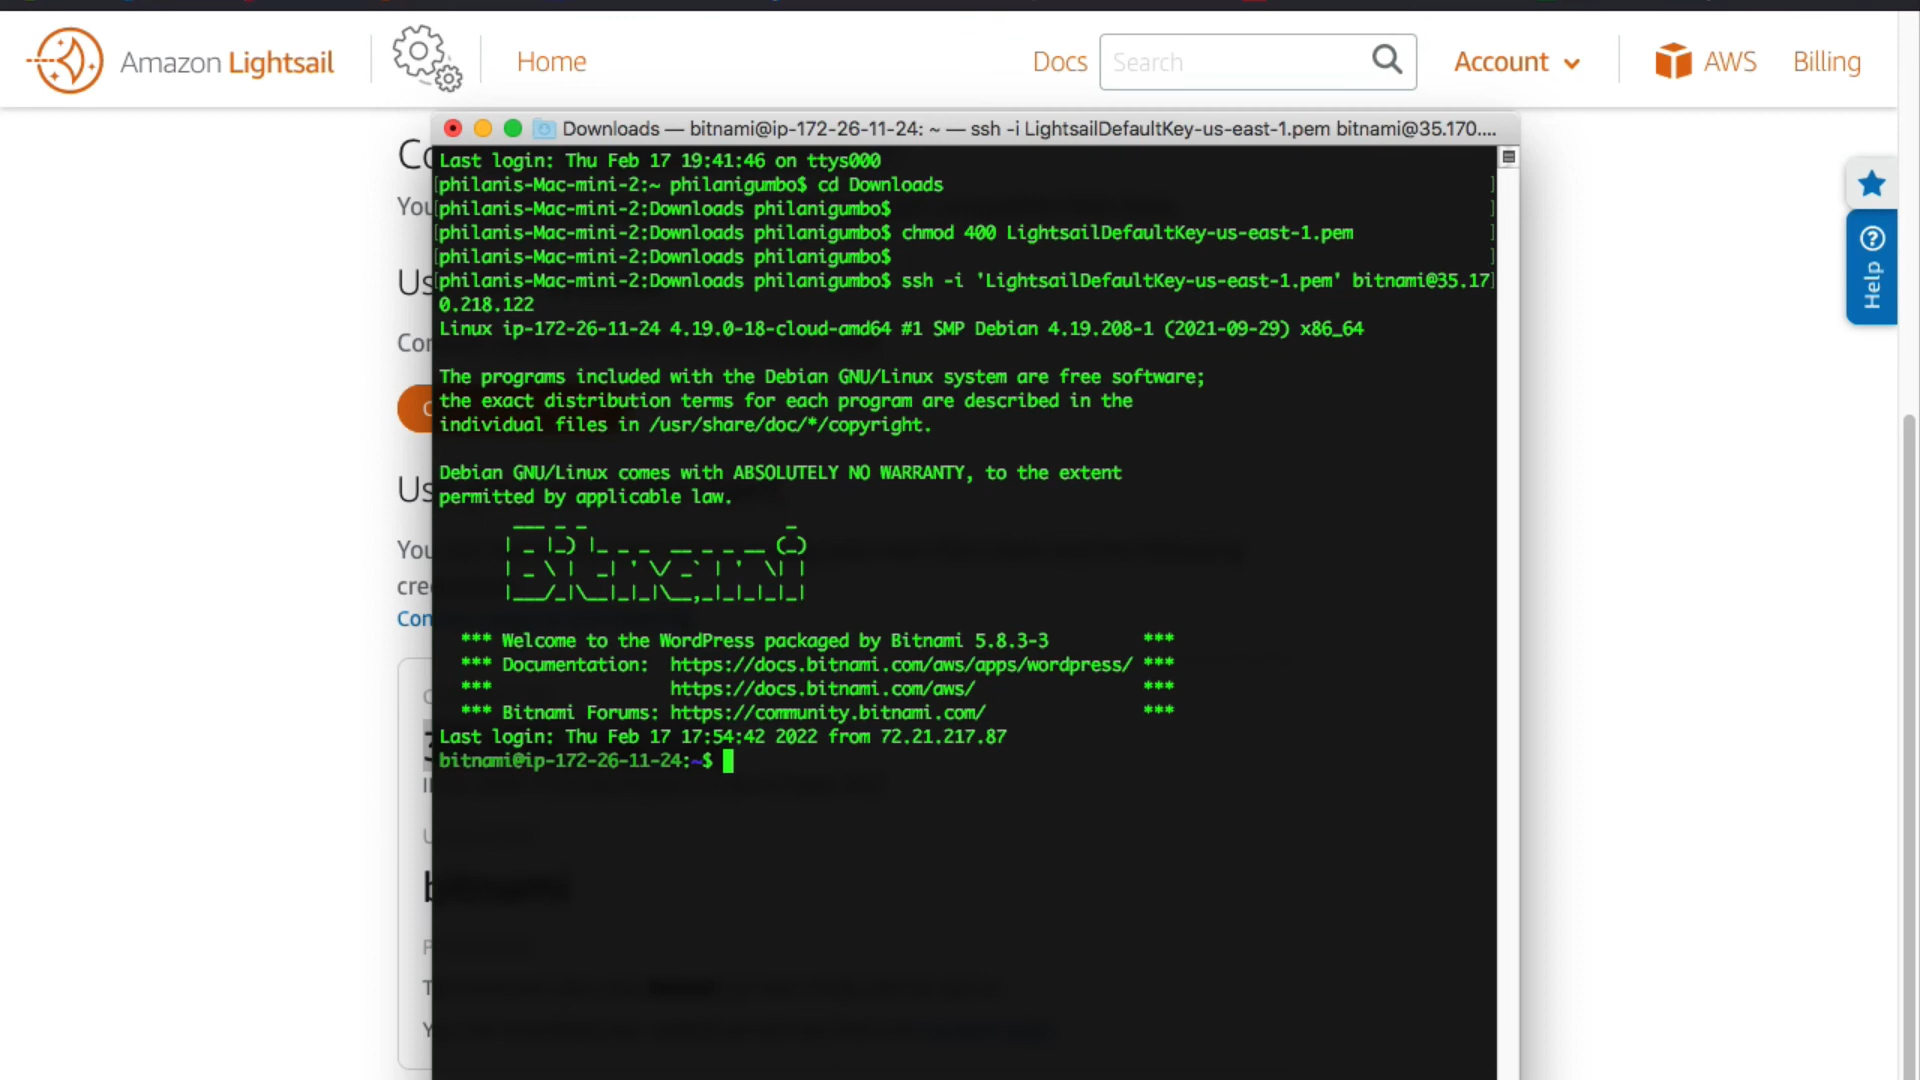 Amazon Lightsail
Home
Docs
Search
Account
AWS
Billing
Downloads — bitnami@ip-172-26-11-24: ~ — ssh -i LightsailDefaultKey-us-east-1.pem bitnami@35.170....
Last login: Thu Feb 17 19:41:46 on ttys000
[philanis-Mac-mini-2:~ philanigumbo$ cd Downloads ]
[philanis-Mac-mini-2:Downloads philanigumbo$ ]
[philanis-Mac-mini-2:Downloads philanigumbo$ chmod 400 LightsailDefaultKey-us-east-1.pem ]
[philanis-Mac-mini-2:Downloads philanigumbo$ ]
[philanis-Mac-mini-2:Downloads philanigumbo$ ssh -i 'LightsailDefaultKey-us-east-1.pem' bitnami@35.17]
0.218.122
Linux ip-172-26-11-24 4.19.0-18-cloud-amd64 #1 SMP Debian 4.19.208-1 (2021-09-29) x86_64
The programs included with the Debian GNU/Linux system are free software;
the exact distribution terms for each program are described in the
individual files in /usr/share/doc/*/copyright.
Debian GNU/Linux comes with ABSOLUTELY NO WARRANTY, to the extent
permitted by applicable law.
Bitnami
*** Welcome to the WordPress packaged by Bitnami 5.8.3-3 ***
*** Documentation: https://docs.bitnami.com/aws/apps/wordpress/ ***
*** https://docs.bitnami.com/aws/ ***
*** Bitnami Forums: https://community.bitnami.com/ ***
Last login: Thu Feb 17 17:54:42 2022 from 72.21.217.87
bitnami@ip-172-26-11-24:~$
bitnami
Help